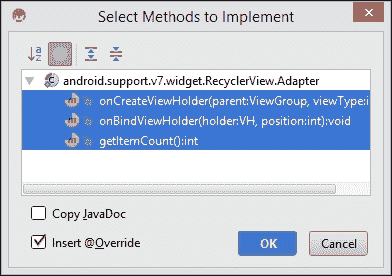 Select Methods to Implement
android.support.v7.widget.RecyclerView.Adapter
onCreateViewHolder(parent:ViewGroup, viewType:i
onBindViewHolder(holder:VH, position:int):void
getItemCount():int
Copy JavaDoc
Insert @Override
OK
Cancel